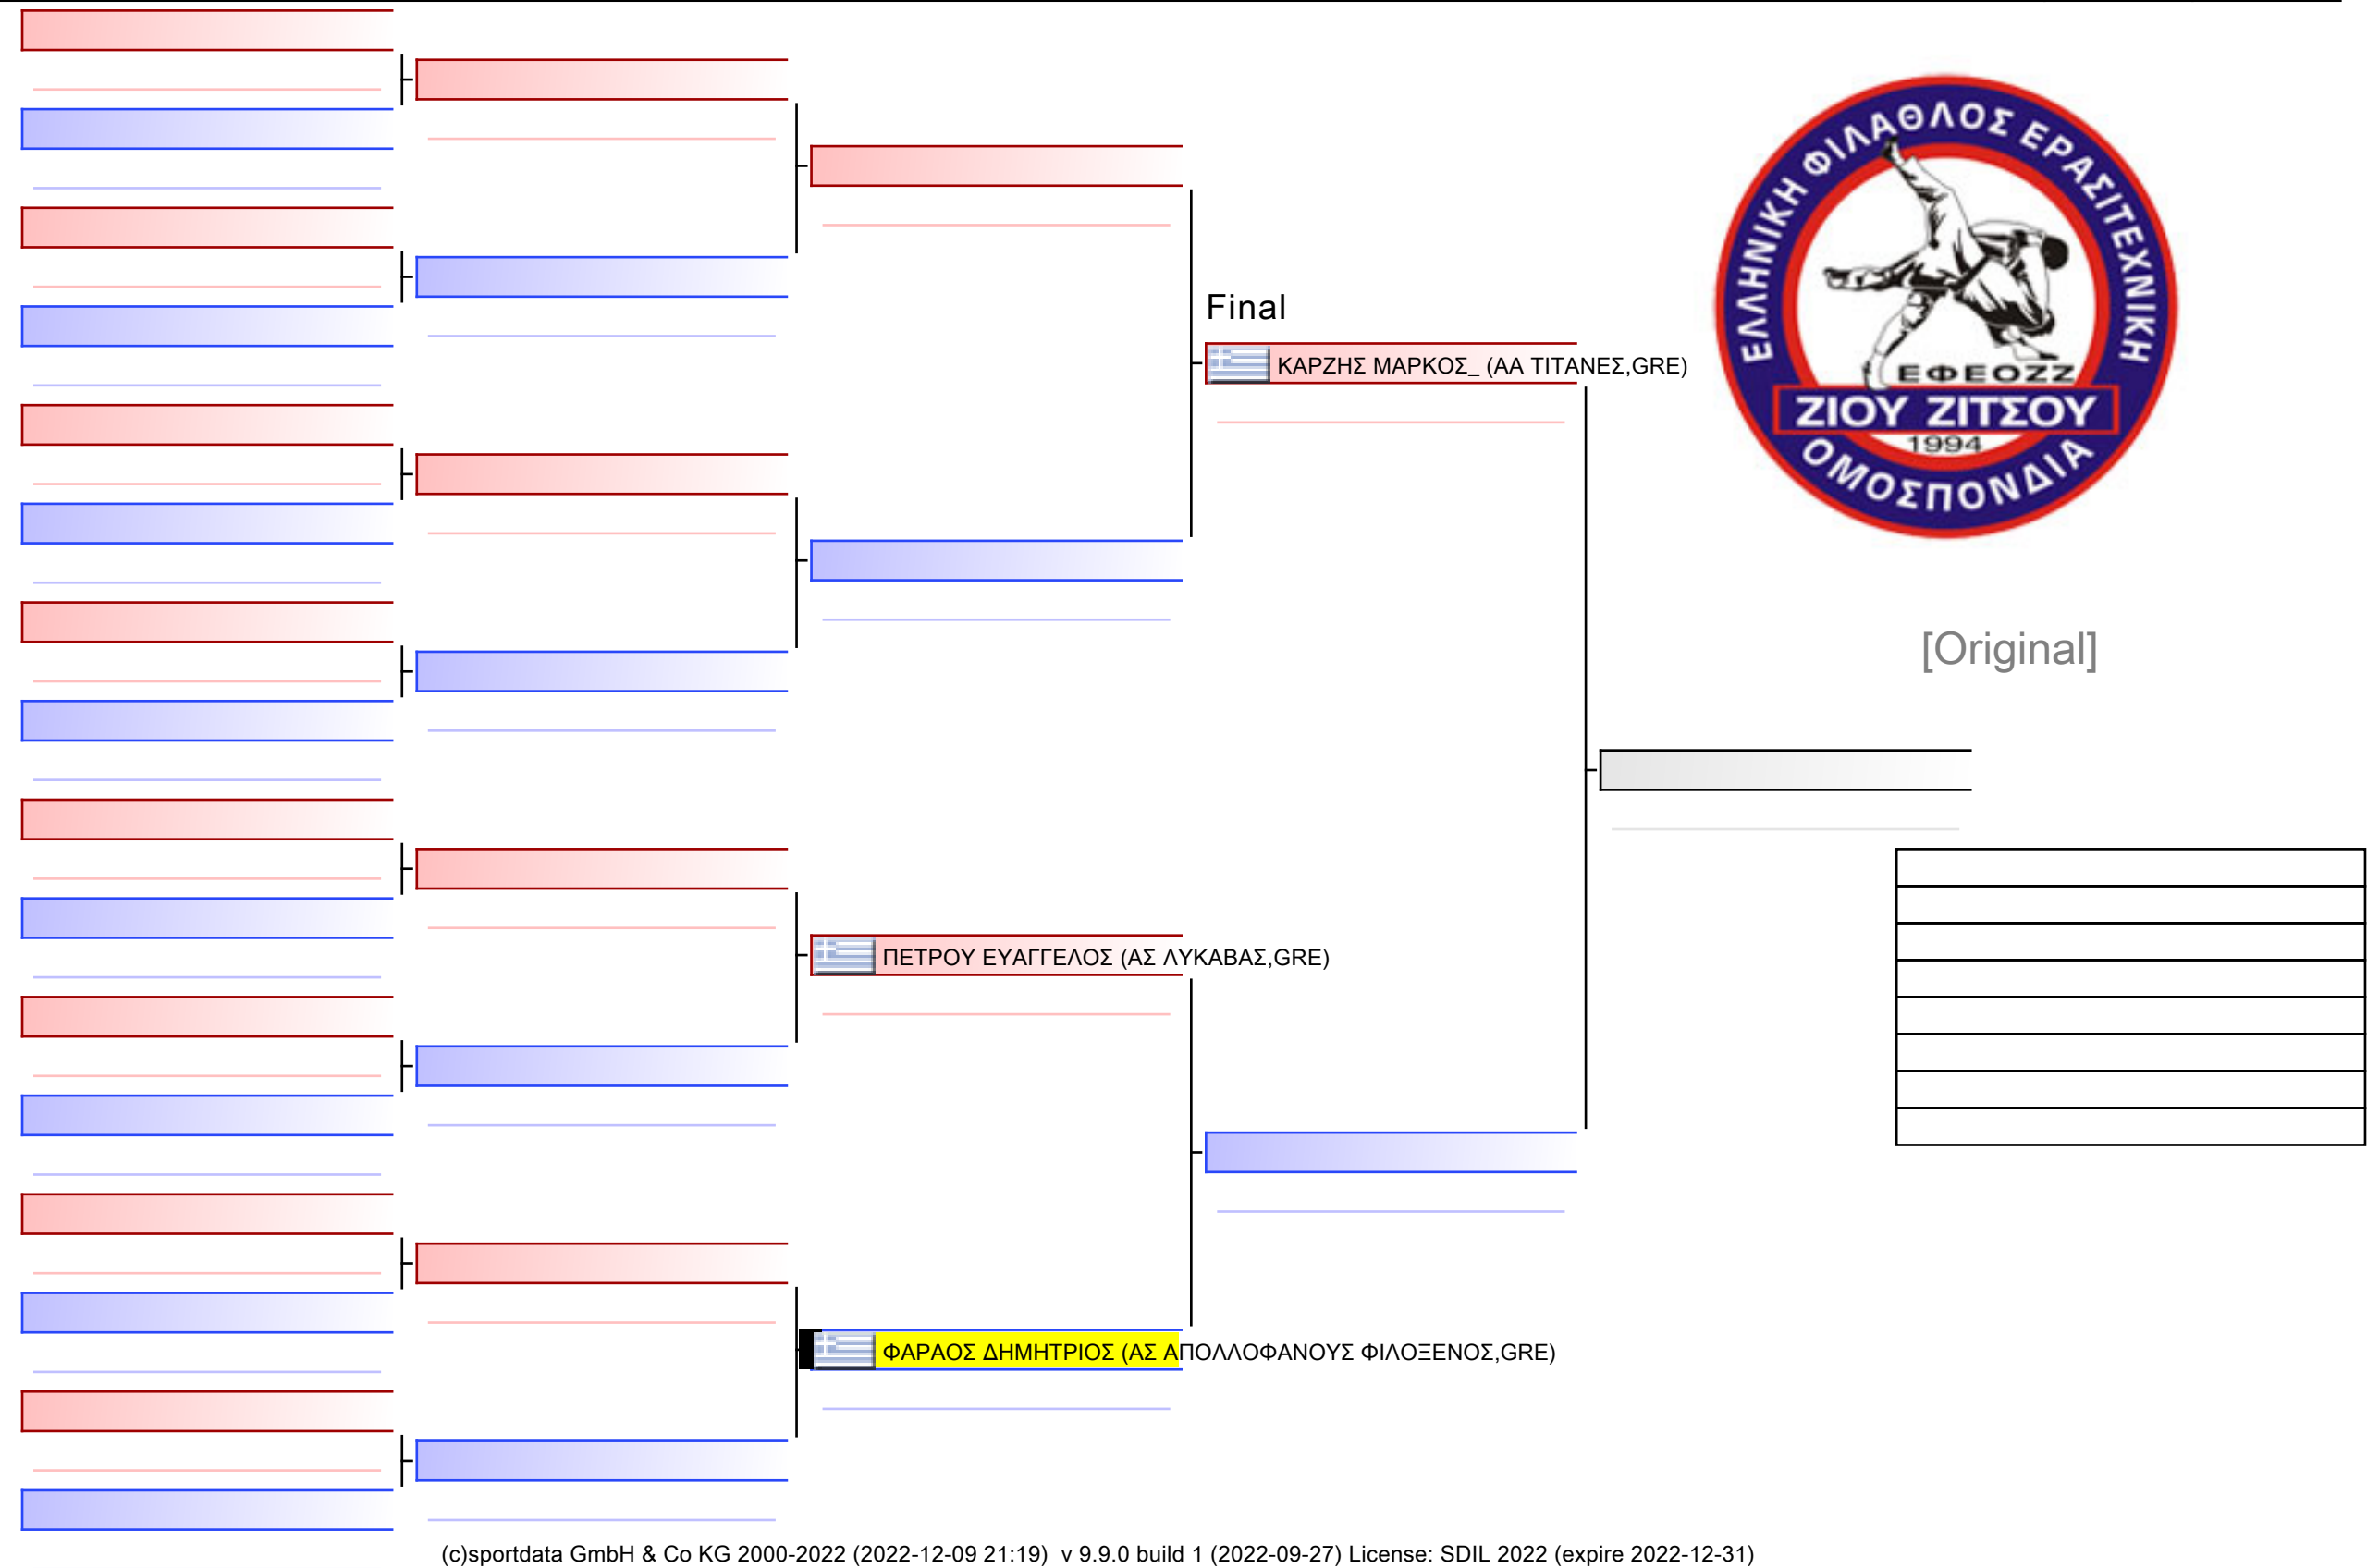 ΕΛΛΗΝΙΚΗ ΦΙΛΑΘΛΟΣ ΕΡΑΣΙΤΕΧΝΙΚΗ
Final
ΚΑΡΖΗΣ ΜΑΡΚΟΣ_ (ΑΑ ΤΙΤΑΝΕΣ,GRE)
ΕΦΕΟΖΖ
ΖΙΟΥ ΖΙΤΣΟΥ
1994
ΟΜΟΣΠΟΝΔΙΑ
[Original]
ΠΕΤΡΟΥ ΕΥΑΓΓΕΛΟΣ (ΑΣ ΛΥΚΑΒΑΣ,GRE)
ΦΑΡΑΟΣ ΔΗΜΗΤΡΙΟΣ (ΑΣ ΑΠΟΛΛΟΦΑΝΟΥΣ ΦΙΛΟΞΕΝΟΣ,GRE)
(c)sportdata GmbH & Co KG 2000-2022 (2022-12-09 21:19) v 9.9.0 build 1 (2022-09-27) License: SDIL 2022 (expire 2022-12-31)